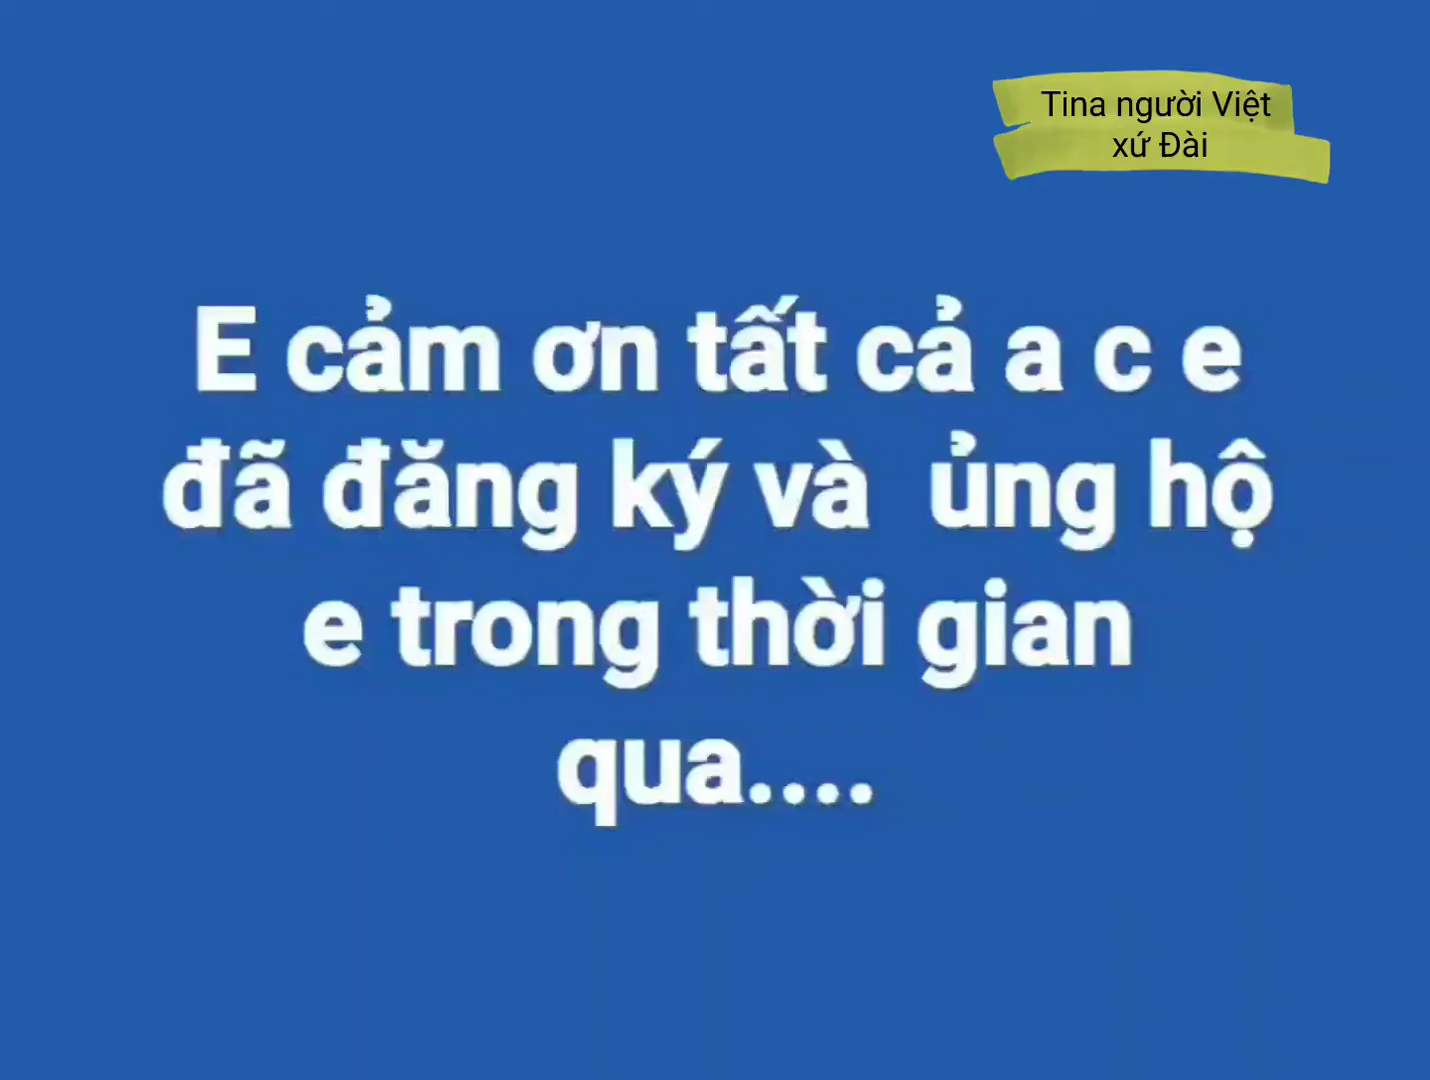 Tina người Việt
xứ Đài
E cảm ơn tất cả a c e
đã đăng ký và  ủng hộ
e trong thời gian
qua....